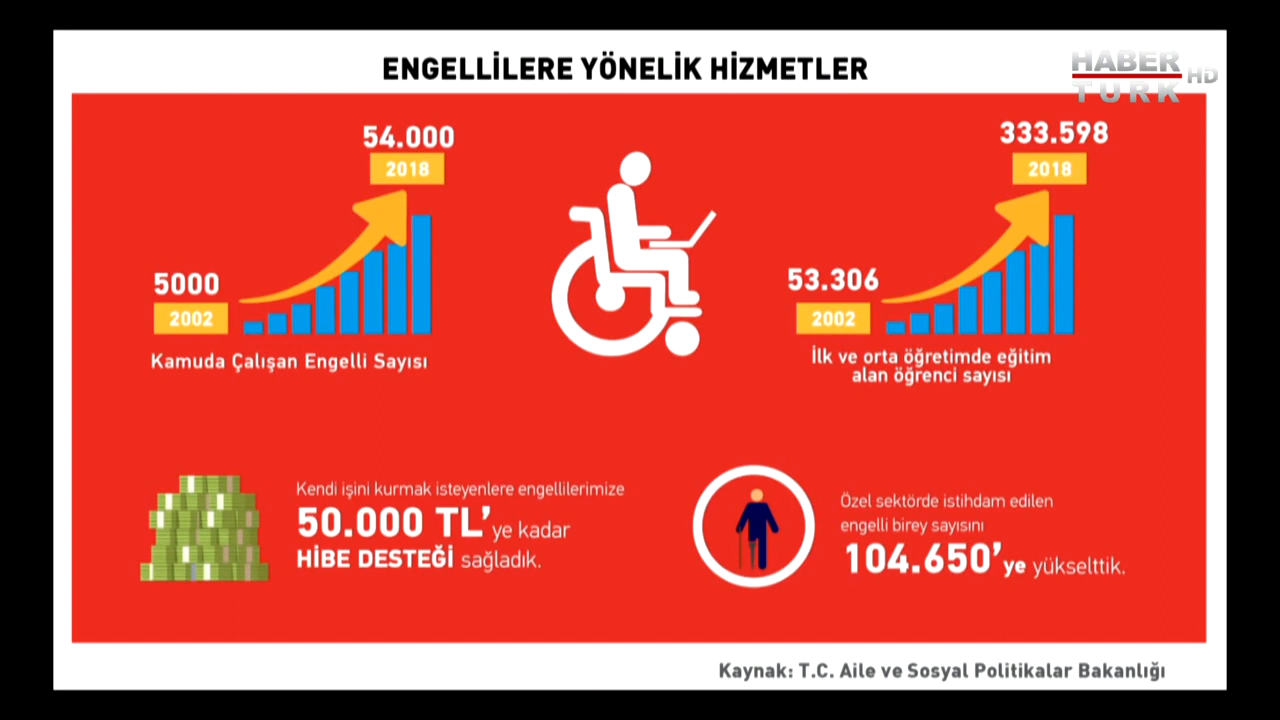 ENGELLİLERE YÖNELİK HİZMETLER
HABER
TURK HD
54.000
2018
5000
2002
Kamuda Çalışan Engelli Sayısı
333.598
2018
53.306
2002
İlk ve orta öğretimde eğitim
alan öğrenci sayısı
Kendi işini kurmak isteyenlere engellilerimize
50.000 TL'ye kadar
HİBE DESTEĞİ sağladık.
Özel sektörde istihdam edilen
engelli birey sayısını
104.650'ye yükselttik.
Kaynak: T.C. Aile ve Sosyal Politikalar Bakanlığı